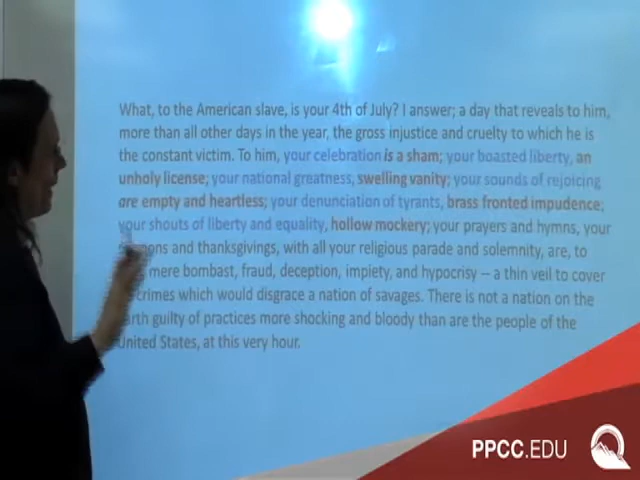 What, to the American slave, is your 4th of July? I answer; a day that reveals to him,
more than all other days in the year, the gross injustice and cruelty to which he is
the constant victim. To him, your celebration is a sham; your boasted liberty, an
unholy license; your national greatness, swelling vanity; your sounds of rejoicing
are empty and heartless; your denunciation of tyrants, brass fronted impudence;
your shouts of liberty and equality, hollow mockery; your prayers and hymns, your
and thanksgivings, with all your religious parade and solemnity, are, to
mere bombast, fraud, deception, impiety, and hypocrisy -- a thin veil to cover
crimes which would disgrace a nation of savages. There is not a nation on the
earth guilty of practices more shocking and bloody than are the people of the
United States, at this very hour.
PPCC.EDU